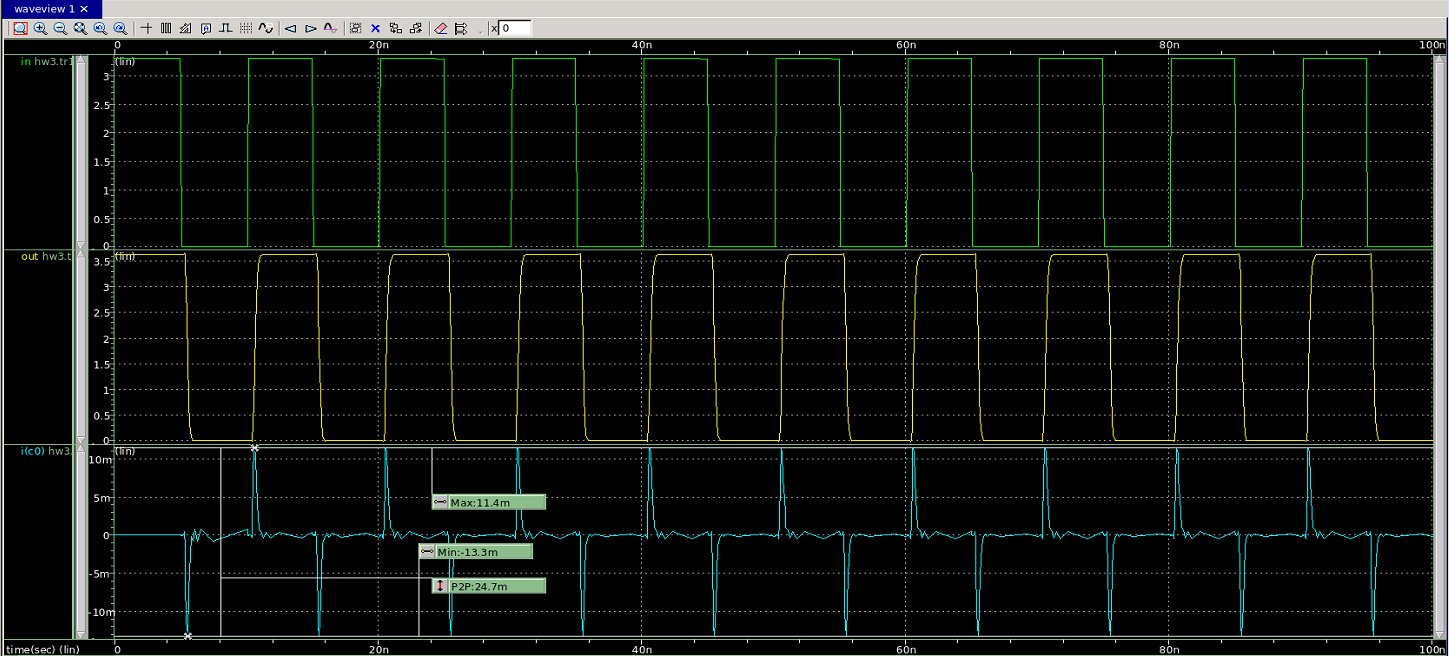 waveview 1 ×
x 0
0 20n 40n 60n 80n 100n
in hw3.tr1
(lin)
3
2.5
2
1.5
1
0.5
0
out hw3.t
(lin)
3.5
3
2.5
2
1.5
1
0.5
0
i(c0) hw3.
(lin)
10m
5m
0
-5m
-10m
Max:11.4m
Min:-13.3m
P2P:24.7m
time(sec) (lin) 0 20n 40n 60n 80n 100n